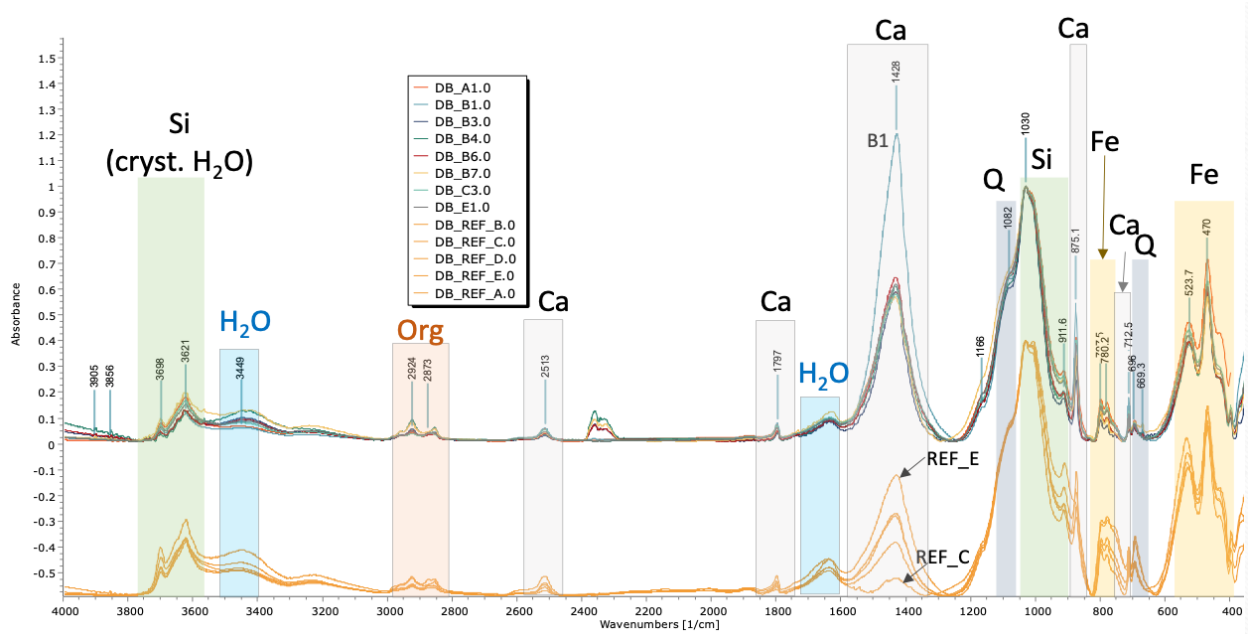 Ca
Ca
1428
B1
1030
Si
(cryst. H2O)
Fe
Si
Q
Fe
1082
Ca
Q
875.1
470
523.7
911.6
780.2
712.5
696
669.3
1166
DB_A1.0
DB_B1.0
DB_B3.0
DB_B4.0
DB_B6.0
DB_B7.0
DB_C3.0
DB_E1.0
DB_REF_B.0
DB_REF_C.0
DB_REF_D.0
DB_REF_E.0
DB_REF_A.0
H2O
Org
Ca
Ca
H2O
3905
3856
3698
3621
3449
2924
2873
2513
1797
REF_E
REF_C
Absorbance
1.5
1.4
1.3
1.2
1.1
1
0.9
0.8
0.7
0.6
0.5
0.4
0.3
0.2
0.1
0
-0.1
-0.2
-0.3
-0.4
-0.5
4000 3800 3600 3400 3200 3000 2800 2600 2400 2200 2000 1800 1600 1400 1200 1000 800 600 400
Wavenumbers [1/cm]